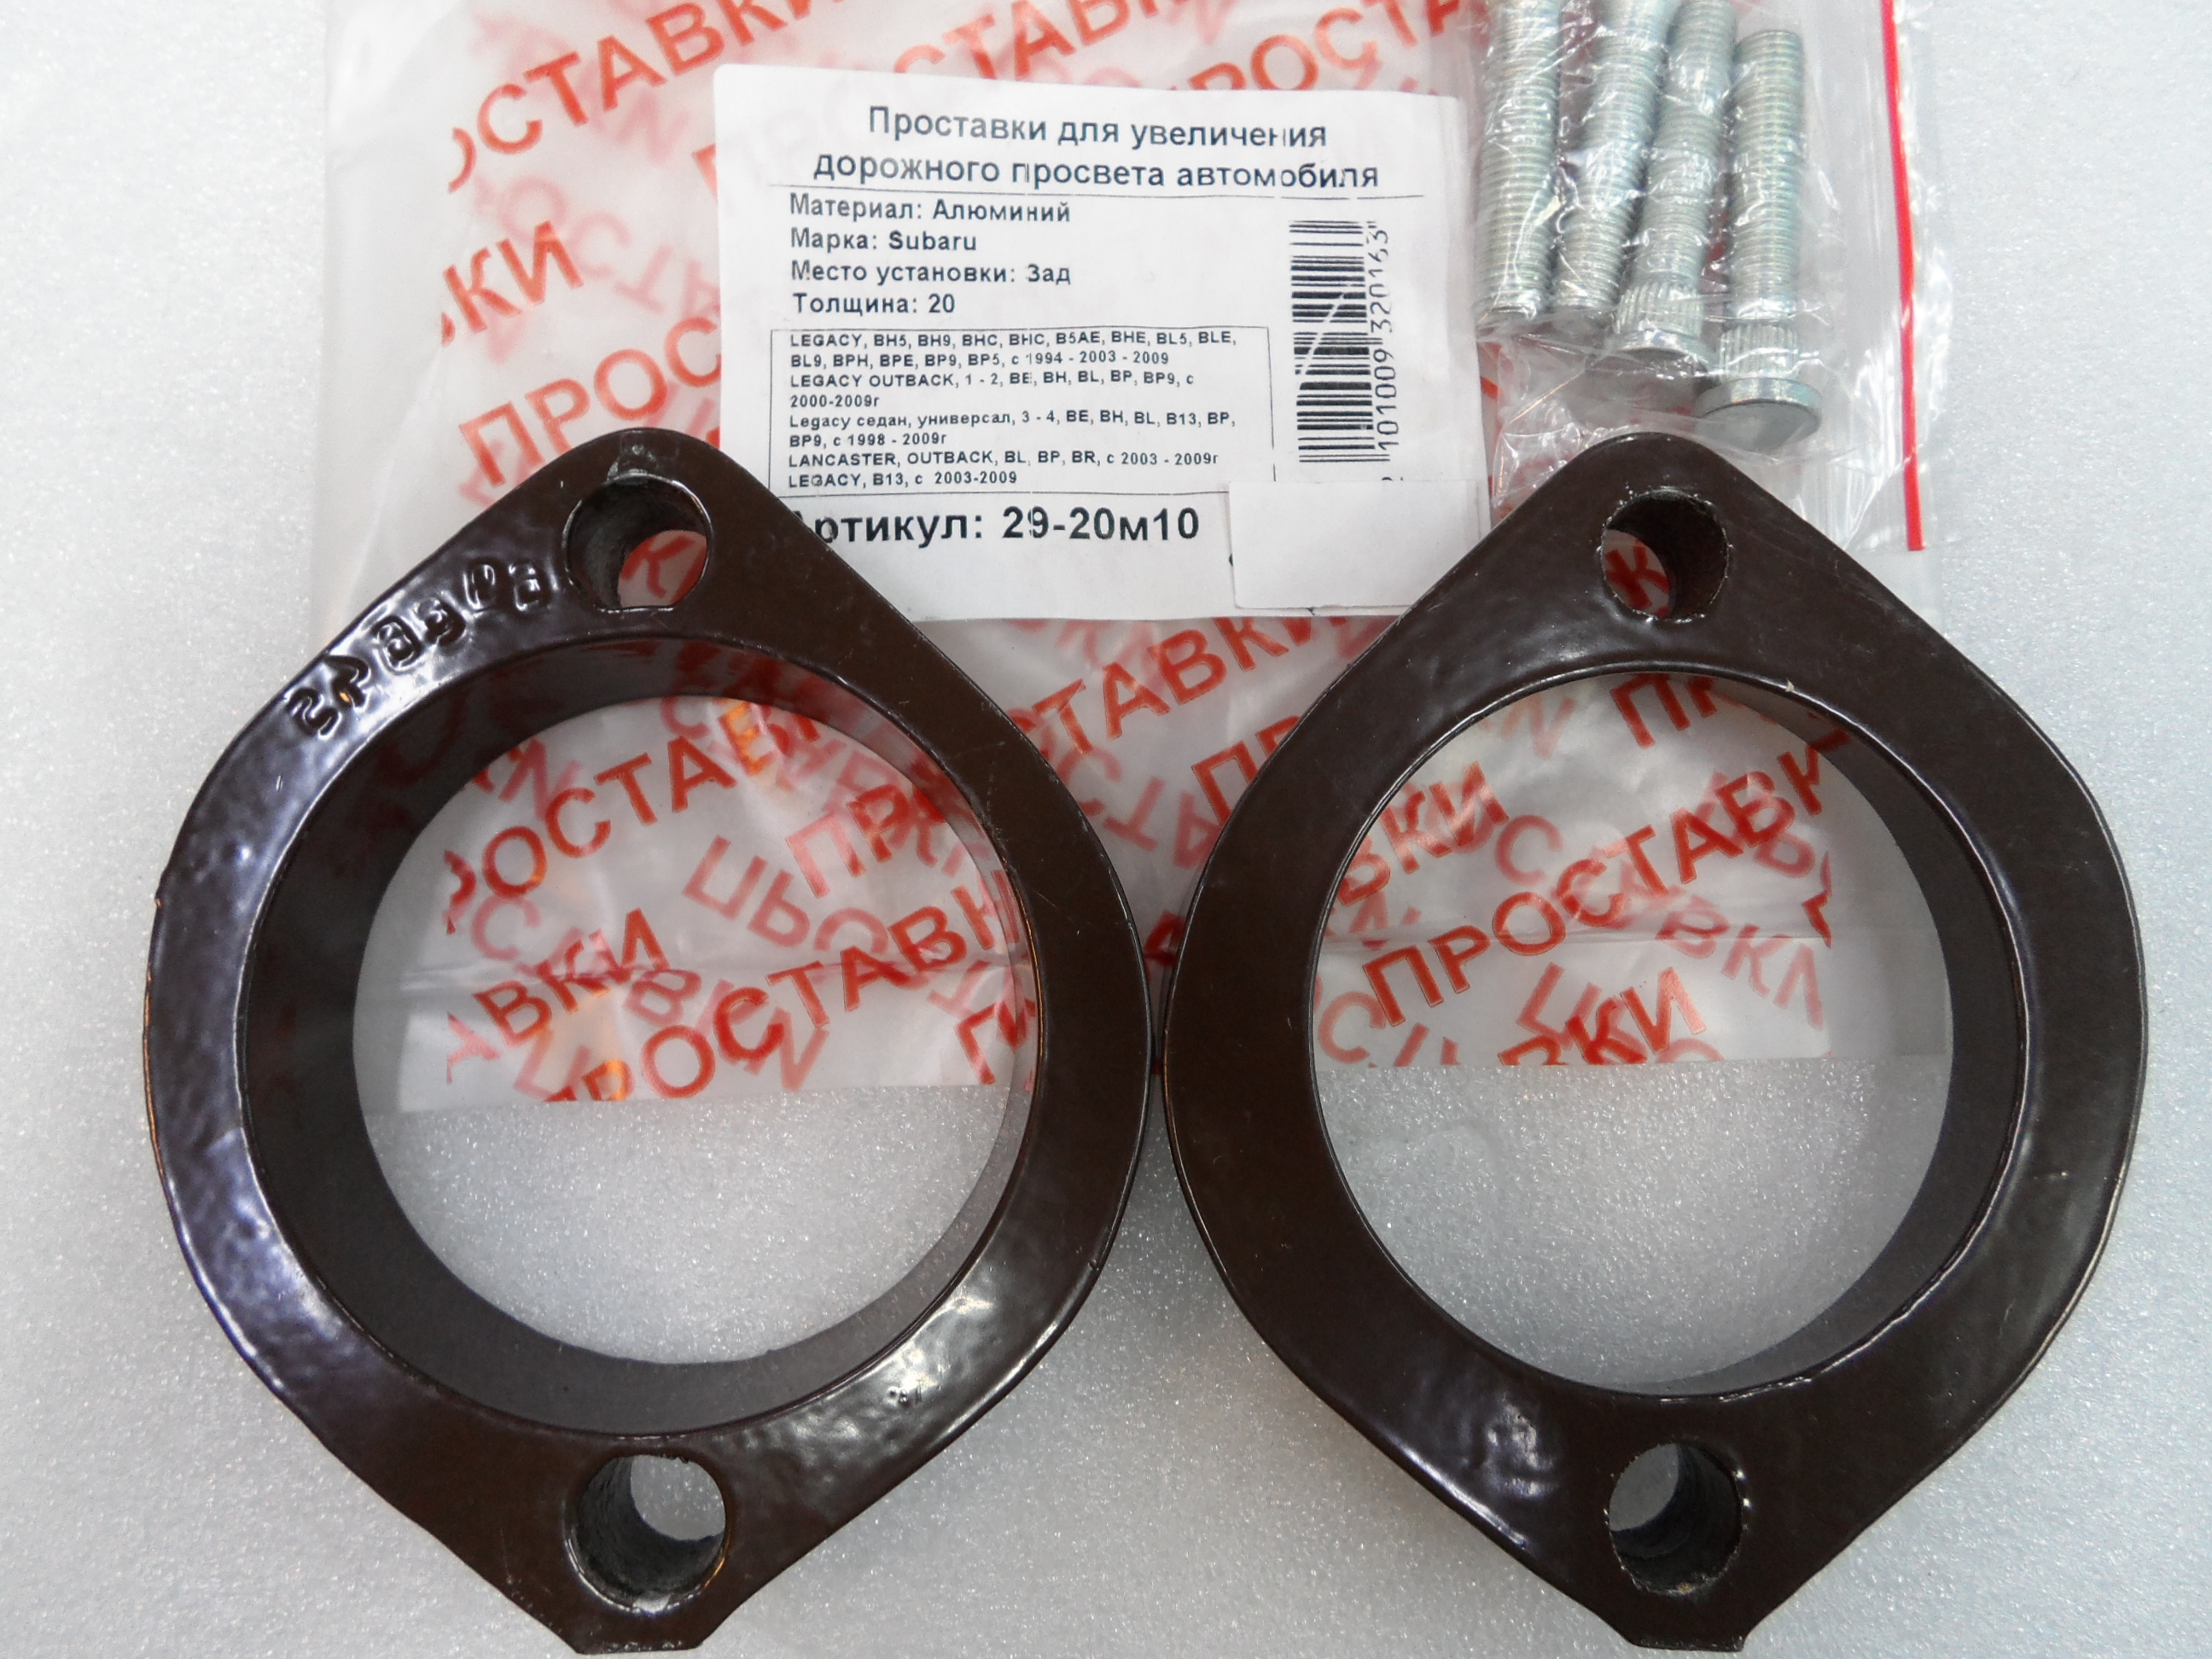 Проставки для увеличения
дорожного просвета автомобиля
Материал: Алюминий
Марка: Subaru
Место установки: Зад
Толщина: 20
LEGACY, BH5, BH9, BHC, BHC, B5AE, BHE, BL5, BLE,
BL9, BPH, BPE, BP9, BP5, с 1994 - 2003 - 2009
LEGACY OUTBACK, 1 - 2, BE, BH, BL, BP, BP9, с
2000-2009г
Legacy седан, универсал, 3 - 4, BE, BH, BL, B13, BP,
BP9, с 1998 - 2009г
LANCASTER, OUTBACK, BL, BP, BR, с 2003 - 2009г
LEGACY, B13, с 2003-2009
Артикул: 29-20м10
101009 320163
ПРОСТАВКИ
ПРОСТАВКИ